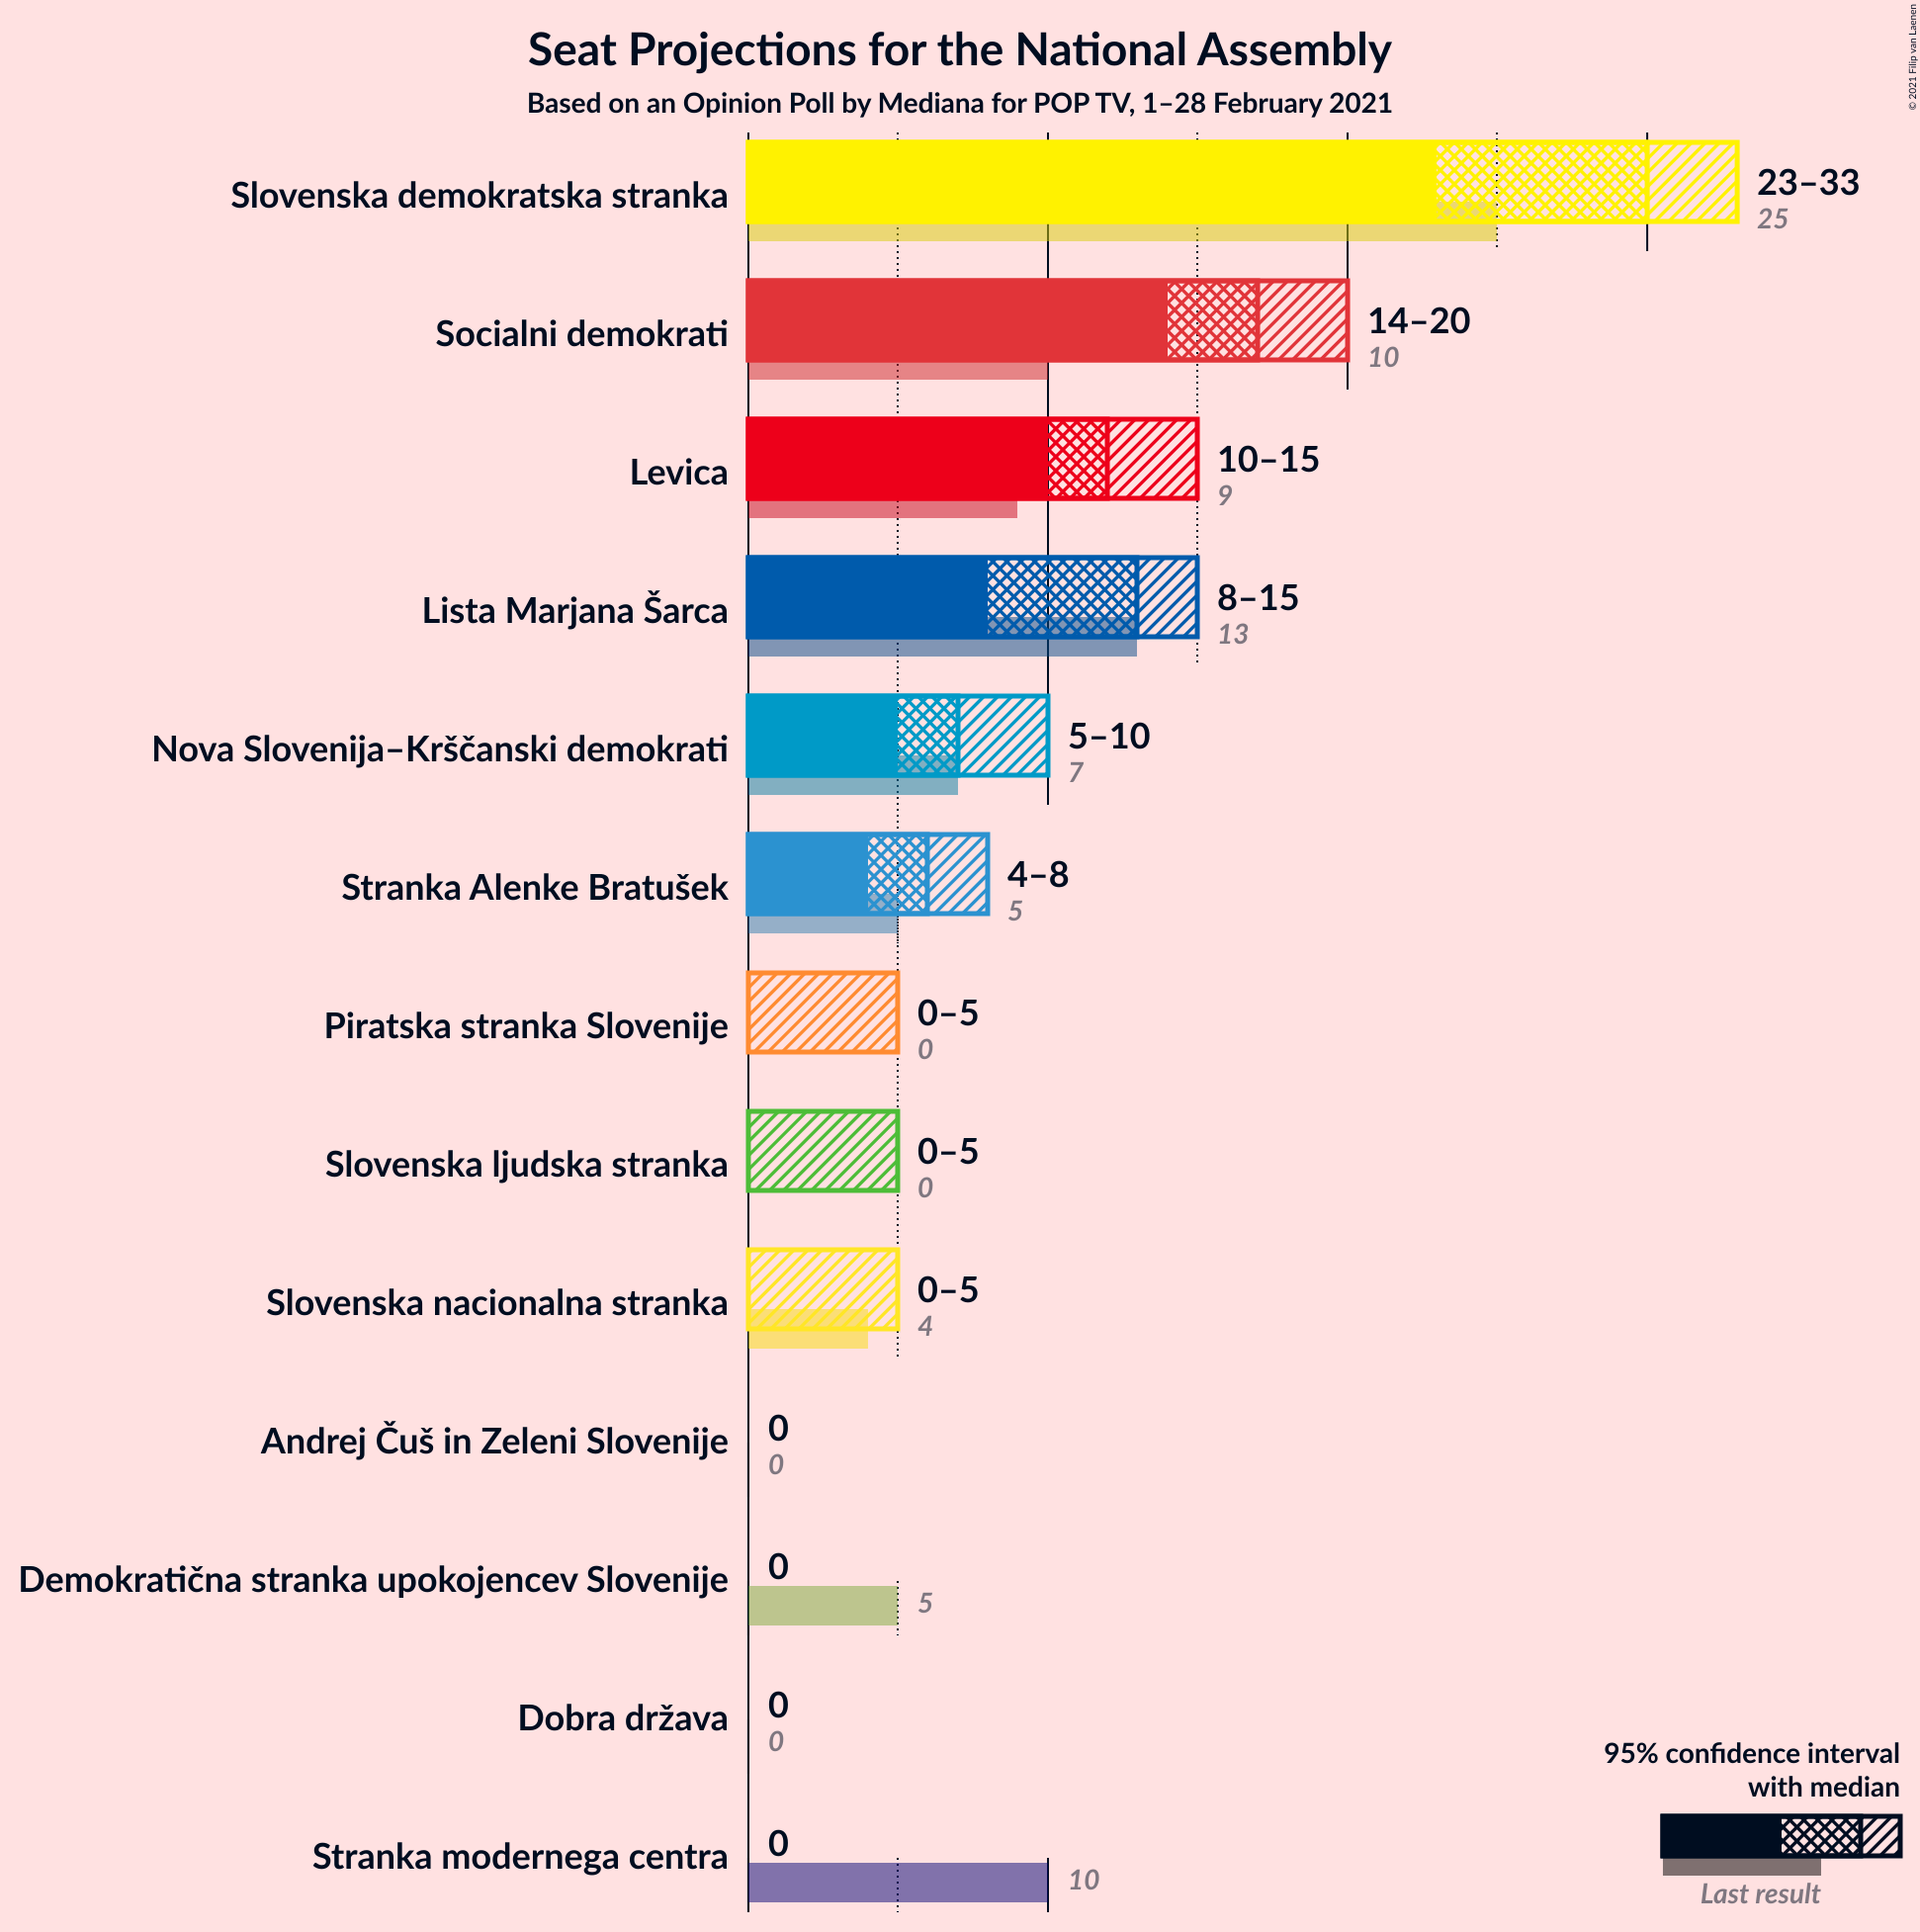 Seat Projections for the National Assembly
Based on an Opinion Poll by Mediana for POP TV, 1–28 February 2021
© 2021 Filip van Laenen
Slovenska demokratska stranka
23–33
25
Socialni demokrati
14–20
10
Levica
10–15
9
Lista Marjana Šarca
8–15
13
Nova Slovenija–Krščanski demokrati
5–10
7
Stranka Alenke Bratušek
4–8
5
Piratska stranka Slovenije
0–5
0
Slovenska ljudska stranka
0–5
0
Slovenska nacionalna stranka
0–5
4
Andrej Čuš in Zeleni Slovenije
0
0
Demokratična stranka upokojencev Slovenije
0
5
Dobra država
0
0
Stranka modernega centra
0
10
95% confidence interval
with median
Last result